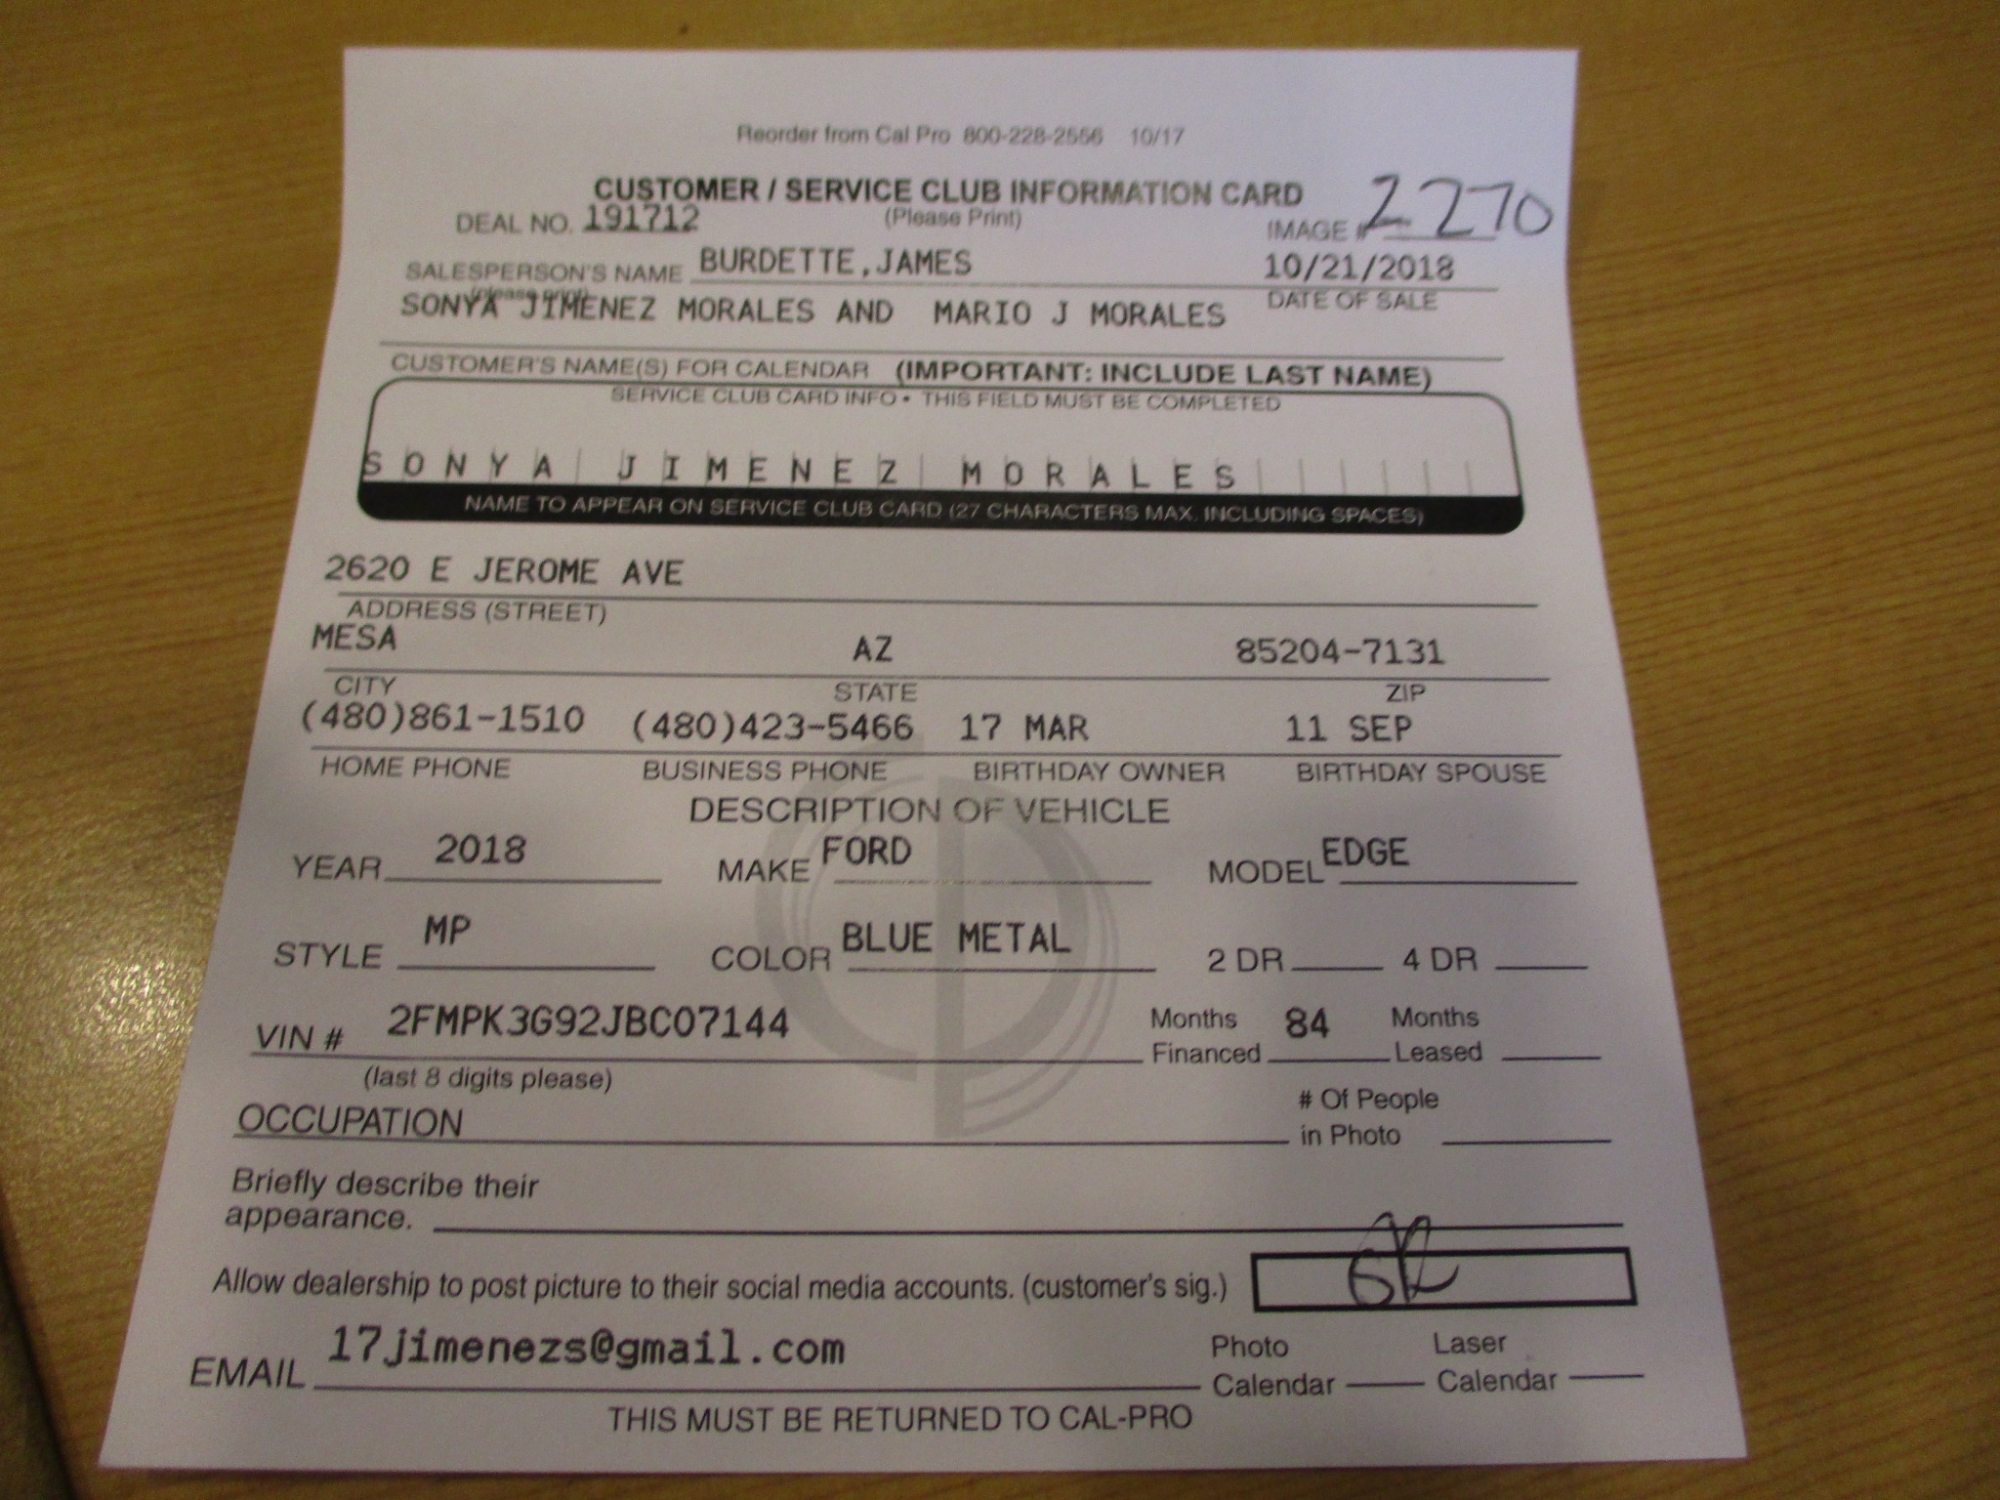 Reorder from Cal Pro 800-228-2556 10/17
CUSTOMER / SERVICE CLUB INFORMATION CARD
DEAL NO. 191712 (Please Print) IMAGE # 2270
SALESPERSON'S NAME BURDETTE,JAMES 10/21/2018
(please print) DATE OF SALE
SONYA JIMENEZ MORALES AND MARIO J MORALES
CUSTOMER'S NAME(S) FOR CALENDAR (IMPORTANT: INCLUDE LAST NAME)
SERVICE CLUB CARD INFO • THIS FIELD MUST BE COMPLETED
SONYA JIMENEZ MORALES
NAME TO APPEAR ON SERVICE CLUB CARD (27 CHARACTERS MAX. INCLUDING SPACES)
2620 E JEROME AVE
ADDRESS (STREET)
MESA AZ 85204-7131
CITY STATE ZIP
(480)861-1510 (480)423-5466 17 MAR 11 SEP
HOME PHONE BUSINESS PHONE BIRTHDAY OWNER BIRTHDAY SPOUSE
DESCRIPTION OF VEHICLE
YEAR 2018 MAKE FORD MODEL EDGE
STYLE MP COLOR BLUE METAL 2 DR 4 DR
VIN # 2FMPK3G92JBC07144 Months Financed 84 Months Leased
(last 8 digits please)
OCCUPATION # Of People in Photo
Briefly describe their
appearance.
Allow dealership to post picture to their social media accounts. (customer's sig.)
EMAIL 17jimenezs@gmail.com Photo Calendar Laser Calendar
THIS MUST BE RETURNED TO CAL-PRO